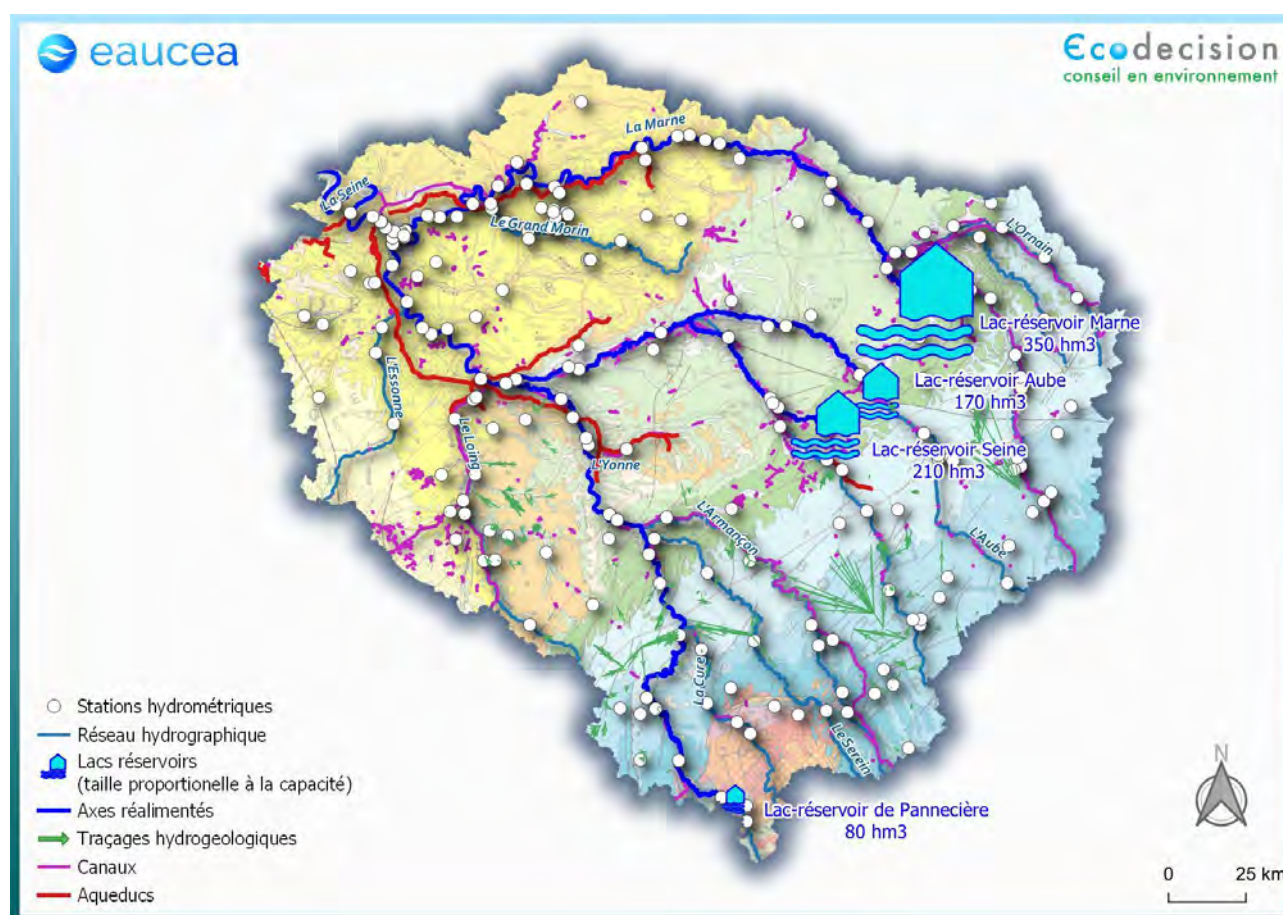 eaucea
Ecodecision
conseil en environnement
La Marne
La Seine
Le Grand Morin
L'Ornain
Lac-réservoir Marne
350 hm3
L'Essonne
Lac-réservoir Aube
170 hm3
Le Loing
L'Yonne
Lac-réservoir Seine
210 hm3
L'Armançon
L'Aube
La Cure
Le Serein
Lac-réservoir de Pannecière
80 hm3
Stations hydrométriques
Réseau hydrographique
Lacs réservoirs
(taille proportionelle à la capacité)
Axes réalimentés
Traçages hydrogeologiques
Canaux
Aqueducs
N
0 25 km